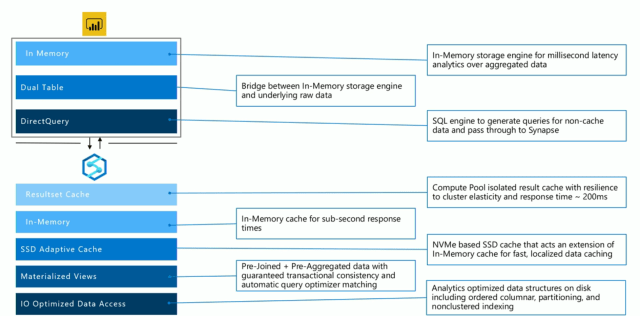 In Memory
In-Memory storage engine for millisecond latency
analytics over aggregated data
Dual Table
Bridge between In-Memory storage engine
and underlying raw data
DirectQuery
SQL engine to generate queries for non-cache
data and pass through to Synapse
Resultset Cache
Compute Pool isolated result cache with resilience
to cluster elasticity and response time ~ 200ms
In-Memory
In-Memory cache for sub-second response
times
SSD Adaptive Cache
NVMe based SSD cache that acts an extension of
In-Memory cache for fast, localized data caching
Materialized Views
Pre-Joined + Pre-Aggregated data with
guaranteed transactional consistency and
automatic query optimizer matching
IO Optimized Data Access
Analytics optimized data structures on disk
including ordered columnar, partitioning, and
nonclustered indexing